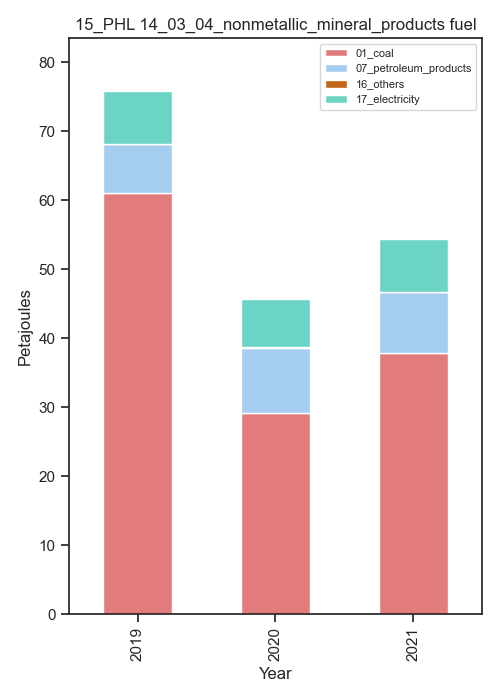 15_PHL 14_03_04_nonmetallic_mineral_products fuel
01_coal
07_petroleum_products
16_others
17_electricity
80
70
60
50
40
30
20
10
0
Petajoules
2019
2020
2021
Year